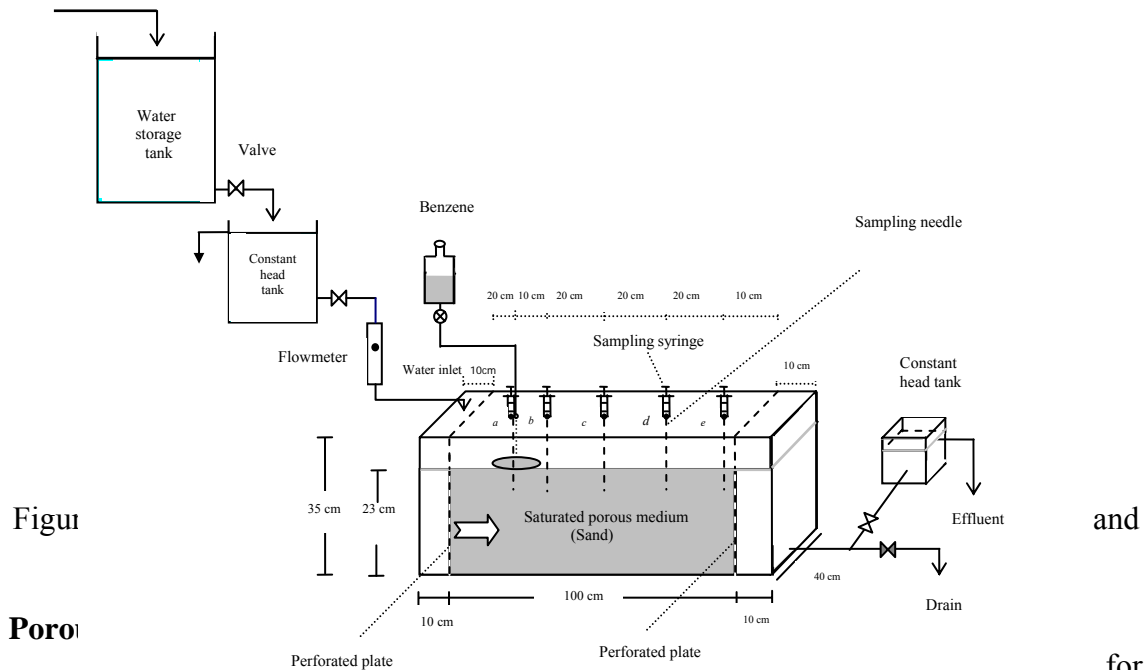 Water
storage
tank
Valve
Benzene
Sampling needle
Constant
head
tank
20 cm 10 cm 20 cm 20 cm 20 cm 10 cm
Sampling syringe
Flowmeter
Water inlet 10cm
10 cm
Constant
head tank
a b c d e
35 cm 23 cm
Saturated porous medium
(Sand)
Effluent
and
40 cm
100 cm
10 cm 10 cm
Drain
Perforated plate Perforated plate
for